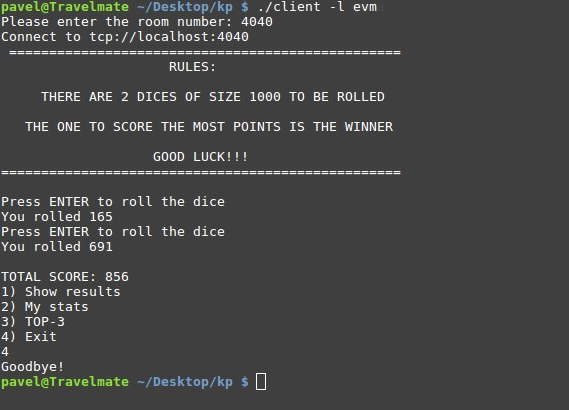 pavel@Travelmate ~/Desktop/kp $ ./client -l evm
Please enter the room number: 4040
Connect to tcp://localhost:4040
==================================================
RULES:
THERE ARE 2 DICES OF SIZE 1000 TO BE ROLLED
THE ONE TO SCORE THE MOST POINTS IS THE WINNER
GOOD LUCK!!!
==================================================
Press ENTER to roll the dice
You rolled 165
Press ENTER to roll the dice
You rolled 691
TOTAL SCORE: 856
1) Show results
2) My stats
3) TOP-3
4) Exit
4
Goodbye!
pavel@Travelmate ~/Desktop/kp $